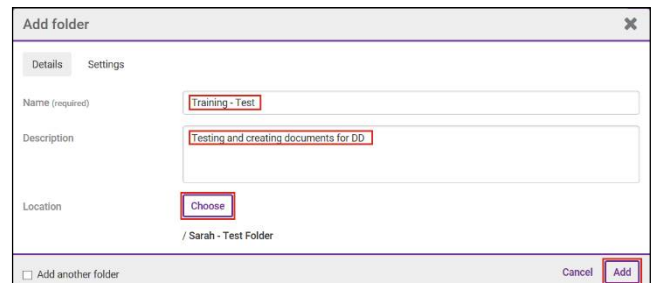 Add folder
Details Settings
Name (required) Training - Test
Description Testing and creating documents for DD
Location Choose
/ Sarah - Test Folder
Add another folder Cancel Add